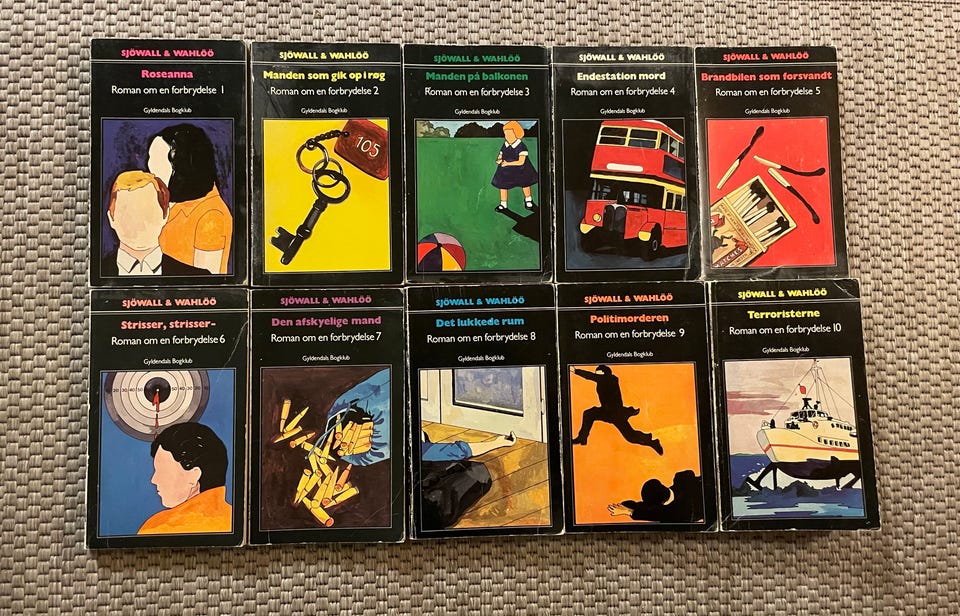 SJÖWALL & WAHLÖÖ
Roseanna
Roman om en forbrydelse 1
Gyldendals Bogklub
SJÖWALL & WAHLÖÖ
Manden som gik op i røg
Roman om en forbrydelse 2
Gyldendals Bogklub
105
SJÖWALL & WAHLÖÖ
Manden på balkonen
Roman om en forbrydelse 3
Gyldendals Bogklub
SJÖWALL & WAHLÖÖ
Endestation mord
Roman om en forbrydelse 4
Gyldendals Bogklub
SJÖWALL & WAHLÖÖ
Brandbilen som forsvandt
Roman om en forbrydelse 5
Gyldendals Bogklub
MATCHES
SJÖWALL & WAHLÖÖ
Strisser, strisser-
Roman om en forbrydelse 6
Gyldendals Bogklub
SJÖWALL & WAHLÖÖ
Den afskyelige mand
Roman om en forbrydelse 7
Gyldendals Bogklub
SJÖWALL & WAHLÖÖ
Det lukkede rum
Roman om en forbrydelse 8
Gyldendals Bogklub
SJÖWALL & WAHLÖÖ
Politimorderen
Roman om en forbrydelse 9
Gyldendals Bogklub
SJÖWALL & WAHLÖÖ
Terroristerne
Roman om en forbrydelse 10
Gyldendals Bogklub